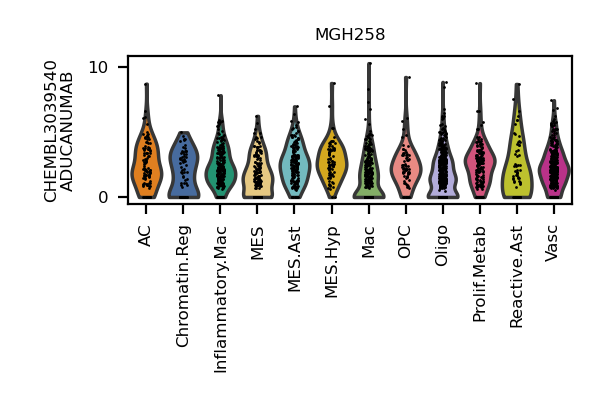 MGH258
CHEMBL3039540
ADUCANUMAB
10
0
AC
Chromatin.Reg
Inflammatory.Mac
MES
MES.Ast
MES.Hyp
Mac
OPC
Oligo
Prolif.Metab
Reactive.Ast
Vasc